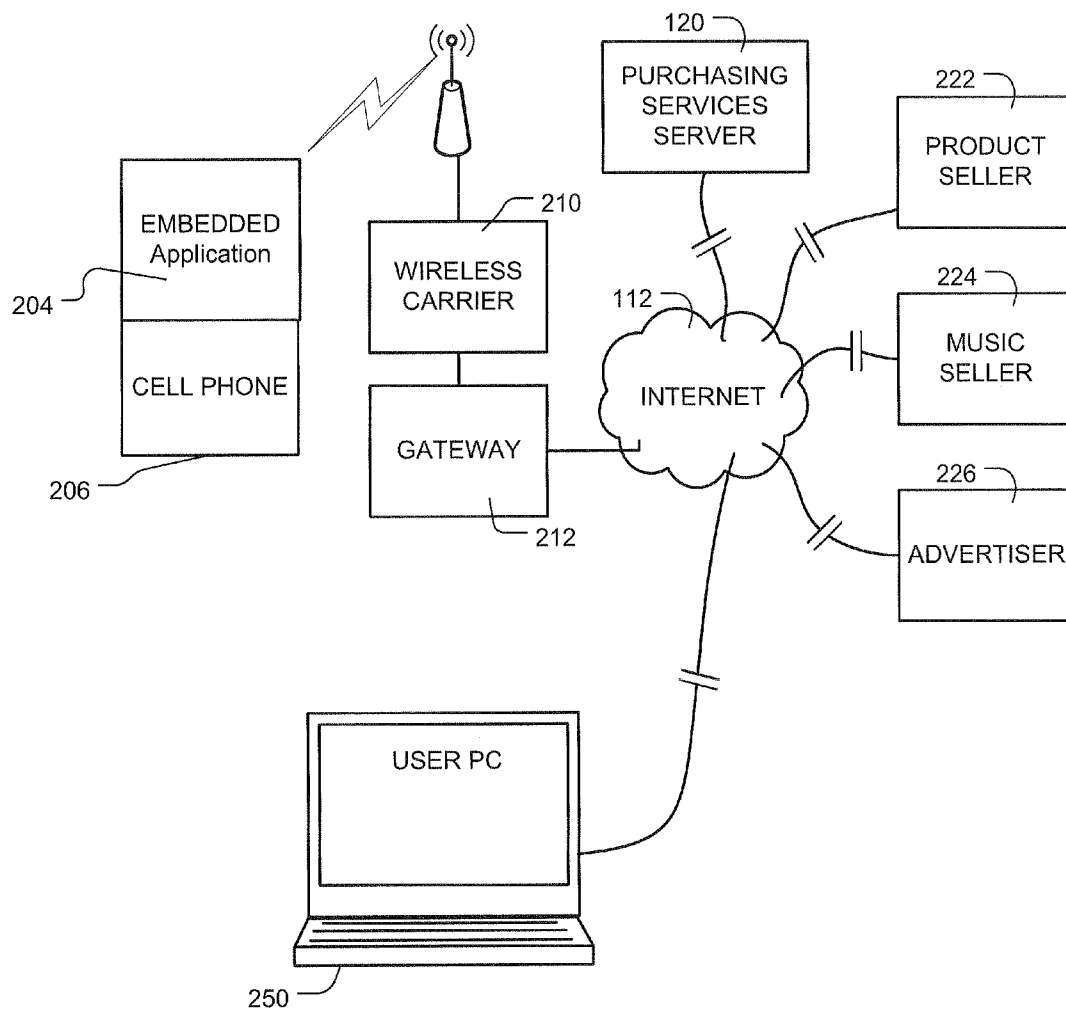 120
PURCHASING
SERVICES
SERVER
222
PRODUCT
SELLER
EMBEDDED
Application
204
CELL PHONE
206
210
WIRELESS
CARRIER
GATEWAY
212
112
INTERNET
224
MUSIC
SELLER
226
ADVERTISER
USER PC
250